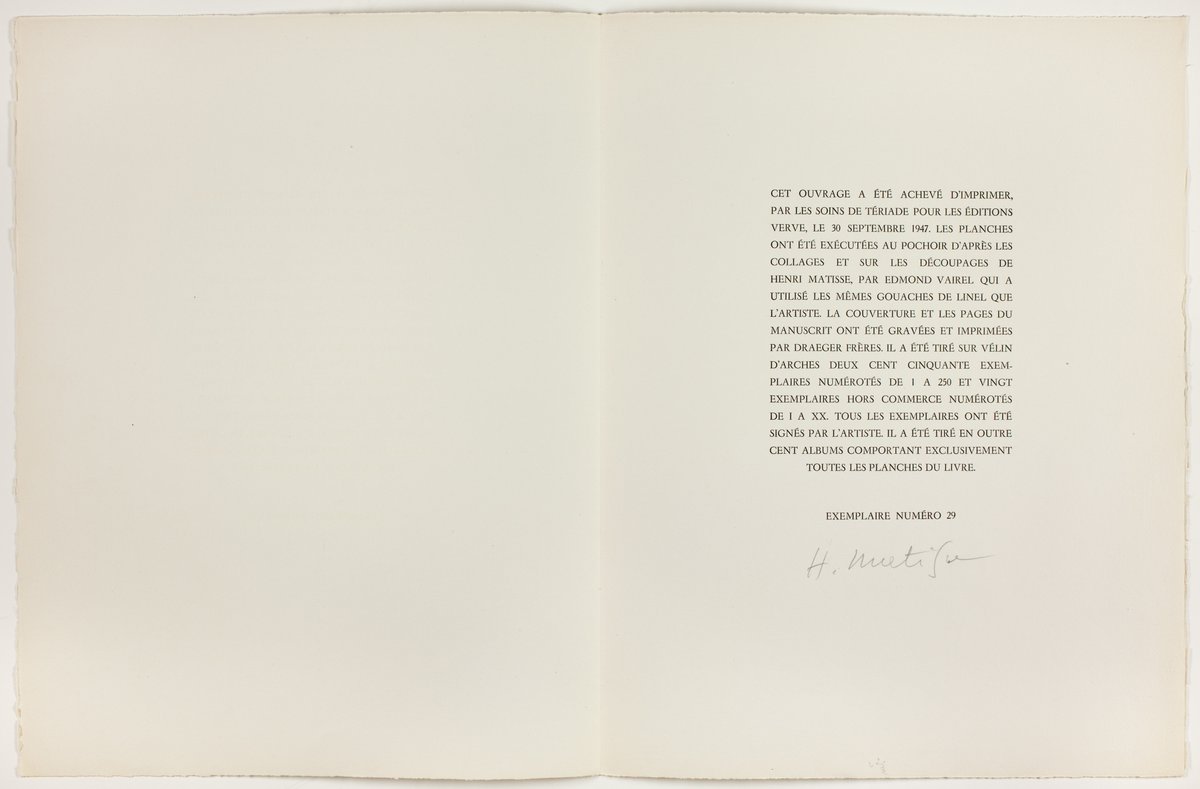 CET OUVRAGE A ÉTÉ ACHEVÉ D'IMPRIMER,
PAR LES SOINS DE TÉRIADE POUR LES ÉDITIONS
VERVE, LE 30 SEPTEMBRE 1947. LES PLANCHES
ONT ÉTÉ EXÉCUTÉES AU POCHOIR D'APRÈS LES
COLLAGES ET SUR LES DÉCOUPAGES DE
HENRI MATISSE, PAR EDMOND VAIREL QUI A
UTILISÉ LES MÊMES GOUACHES DE LINEL QUE
L'ARTISTE. LA COUVERTURE ET LES PAGES DU
MANUSCRIT ONT ÉTÉ GRAVÉES ET IMPRIMÉES
PAR DRAEGER FRÈRES. IL A ÉTÉ TIRÉ SUR VÉLIN
D'ARCHES DEUX CENT CINQUANTE EXEM-
PLAIRES NUMÉROTÉS DE I A 250 ET VINGT
EXEMPLAIRES HORS COMMERCE NUMÉROTÉS
DE I A XX. TOUS LES EXEMPLAIRES ONT ÉTÉ
SIGNÉS PAR L'ARTISTE. IL A ÉTÉ TIRÉ EN OUTRE
CENT ALBUMS COMPORTANT EXCLUSIVEMENT
TOUTES LES PLANCHES DU LIVRE.
EXEMPLAIRE NUMÉRO 29
H. Matisse